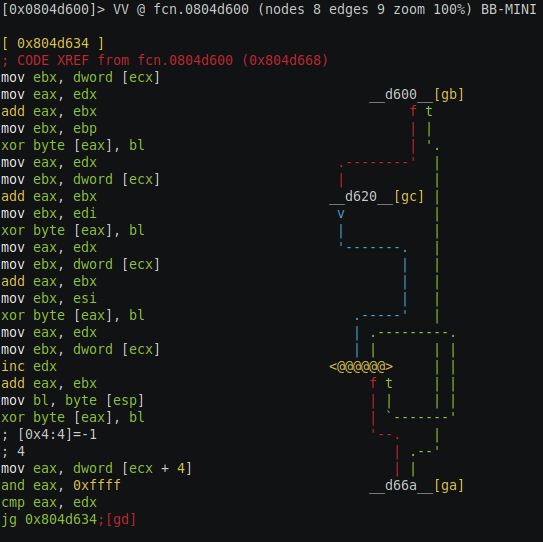 [0x0804d600]> VV @ fcn.0804d600 (nodes 8 edges 9 zoom 100%) BB-MINI
[ 0x804d634 ]
; CODE XREF from fcn.0804d600 (0x804d668)
mov ebx, dword [ecx]
mov eax, edx
__d600__[gb]
add eax, ebx
f t
mov ebx, ebp
xor byte [eax], bl
mov eax, edx
mov ebx, dword [ecx]
add eax, ebx
__d620__[gc]
mov ebx, edi
v
xor byte [eax], bl
mov eax, edx
mov ebx, dword [ecx]
add eax, ebx
mov ebx, esi
xor byte [eax], bl
mov eax, edx
mov ebx, dword [ecx]
inc edx
<@@@@@@>
add eax, ebx
f t
mov bl, byte [esp]
xor byte [eax], bl
; [0x4:4]=-1
; 4
mov eax, dword [ecx + 4]
and eax, 0xffff
__d66a__[ga]
cmp eax, edx
jg 0x804d634;[gd]